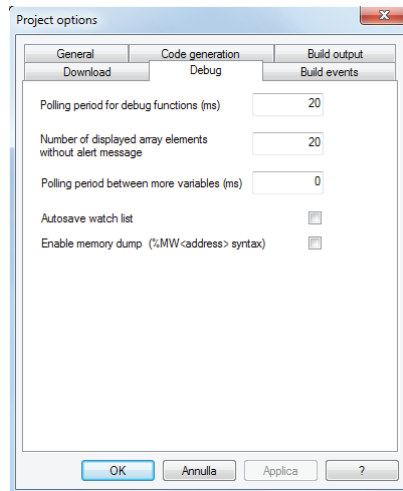 Project options
x
General Code generation Build output
Download Debug Build events
Polling period for debug functions (ms) 20
Number of displayed array elements
without alert message 20
Polling period between more variables (ms) 0
Autosave watch list
Enable memory dump (%MW<address> syntax)
OK Annulla Applica ?